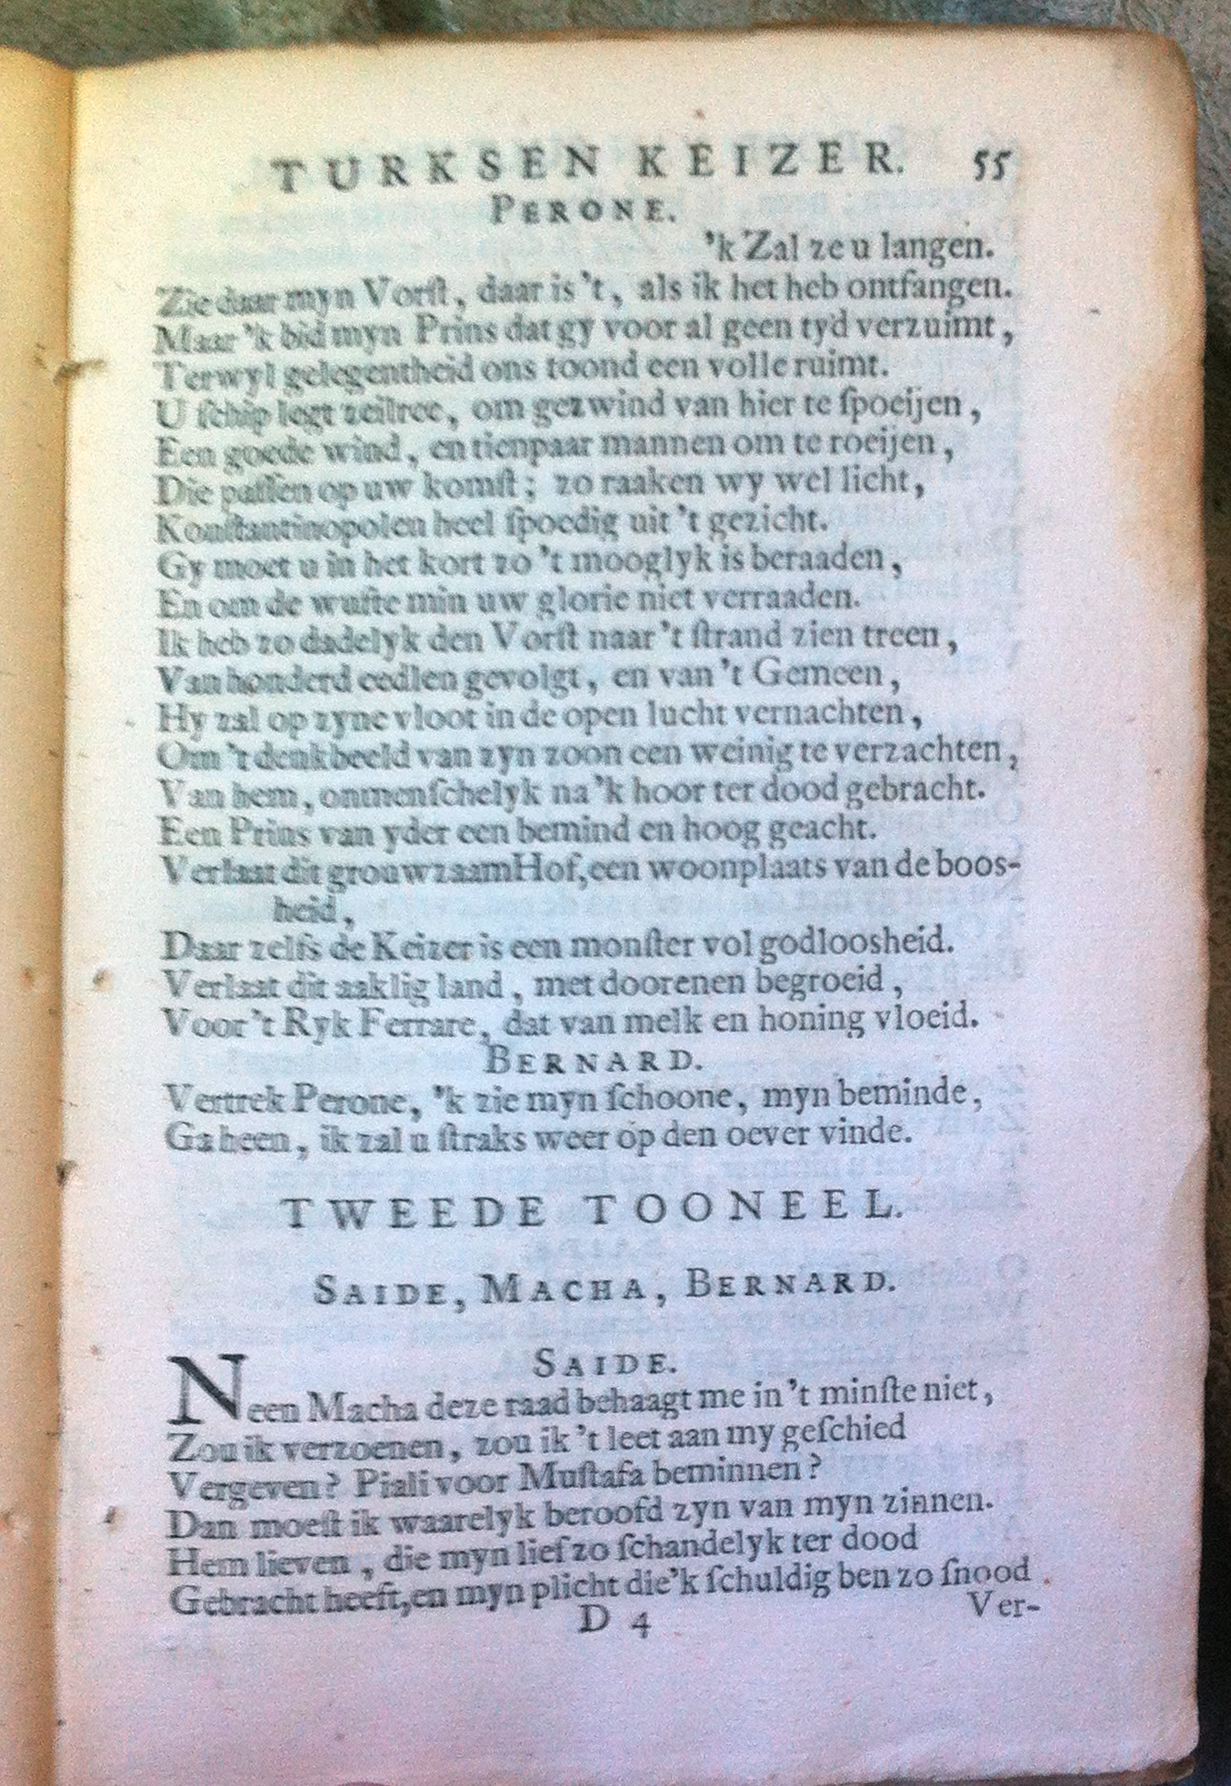 TURKSEN KEIZER. 55
PERONE.
'k Zal ze u langen.
Zie daar myn Vorſt, daar is 't, als ik het heb ontfangen.
Maar 'k bid myn Prins dat gy voor al geen tyd verzuimt,
Terwyl gelegentheid ons toond een volle ruimt.
U ſchip legt zeilree, om gezwind van hier te ſpoeijen,
Een goede wind, en tienpaar mannen om te roeijen,
Die paſſen op uw komſt; zo raaken wy wel licht,
Konſtantinopolen heel ſpoedig uit 't gezicht.
Gy moet u in het kort zo 't mooglyk is beraaden,
En om de wufte min uw glorie niet verraaden.
Ik heb zo dadelyk den Vorſt naar 't ſtrand zien treen,
Van honderd eedlen gevolgt, en van 't Gemeen,
Hy zal op zyne vloot in de open lucht vernachten,
Om 't denkbeeld van zyn zoon een weinig te verzachten,
Van hem, onmenſchelyk na 'k hoor ter dood gebracht.
Een Prins van yder een bemind en hoog geacht.
Verlaat dit grouwzaam Hof, een woonplaats van de boos-
heid,
Daar zelfs de Keizer is een monſter vol godloosheid.
Verlaat dit aaklig land, met doorenen begroeid,
Voor 't Ryk Ferrare, dat van melk en honing vloeid.
BERNARD.
Vertrek Perone, 'k zie myn ſchoone, myn beminde,
Ga heen, ik zal u ſtraks weer op den oever vinde.
TWEEDE TOONEEL.
SAIDE, MACHA, BERNARD.
SAIDE.
Neen Macha deze raad behaagt me in 't minſte niet,
Zou ik verzoenen, zou ik 't leet aan my geſchied
Vergeven? Piali voor Muſtafa beminnen?
Dan moeſt ik waarelyk beroofd zyn van myn zinnen.
Hem lieven, die myn lief zo ſchandelyk ter dood
Gebracht heeft, en myn plicht die 'k ſchuldig ben zo ſnood
D 4 Ver-